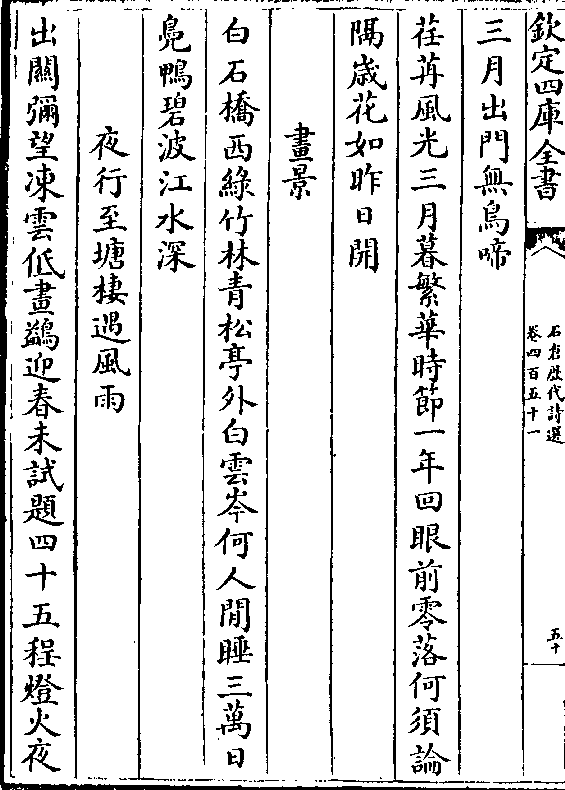 欽定四庫全書
石倉歷代詩選
卷四百五十一
五十
三月出門無鳥啼
荏苒風光三月暮繁華時節一年回眼前零落何須論
隔歲花如昨日開
畫景
白石橋西綠竹林青松亭外白雲岑何人閒睡三萬日
鳧鴨碧波江水深
夜行至塘棲遇風雨
出關彌望凍雲低畫鷁迎春未試題四十五程燈火夜